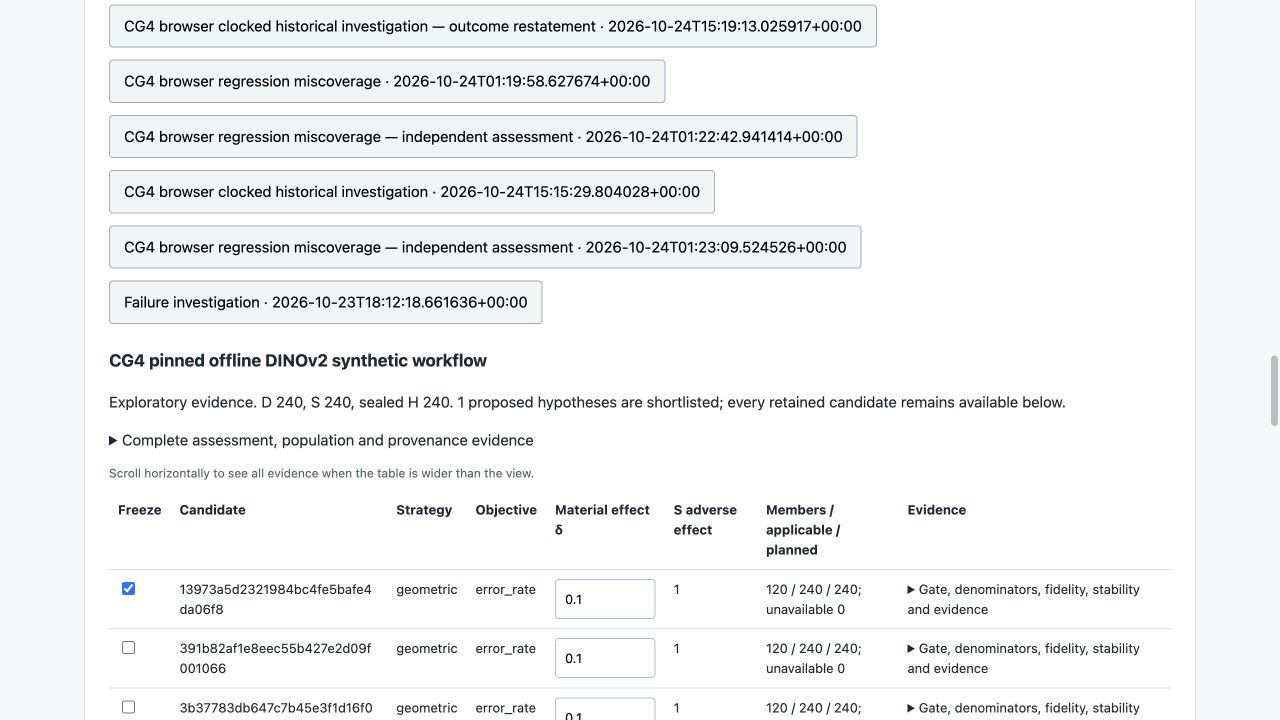 CG4 browser clocked historical investigation — outcome restatement · 2026-10-24T15:19:13.025917+00:00
CG4 browser regression miscoverage · 2026-10-24T01:19:58.627674+00:00
CG4 browser regression miscoverage — independent assessment · 2026-10-24T01:22:42.941414+00:00
CG4 browser clocked historical investigation · 2026-10-24T15:15:29.804028+00:00
CG4 browser regression miscoverage — independent assessment · 2026-10-24T01:23:09.524526+00:00
Failure investigation · 2026-10-23T18:12:18.661636+00:00
CG4 pinned offline DINOv2 synthetic workflow
Exploratory evidence. D 240, S 240, sealed H 240. 1 proposed hypotheses are shortlisted; every retained candidate remains available below.
Complete assessment, population and provenance evidence
Scroll horizontally to see all evidence when the table is wider than the view.
Freeze Candidate Strategy Objective Material effect S adverse Members / Evidence
δ effect applicable /
planned
13973a5d2321984bc4fe5bafe4 geometric error_rate 0.1 1 120 / 240 / 240; Gate, denominators, fidelity, stability
da06f8 unavailable 0 and evidence
391b82af1e8eec55b427e2d09f geometric error_rate 0.1 1 120 / 240 / 240; Gate, denominators, fidelity, stability
001066 unavailable 0 and evidence
3b37783db647c7b45e3f1d16f0 geometric error_rate 0.1 1 120 / 240 / 240; Gate, denominators, fidelity, stability